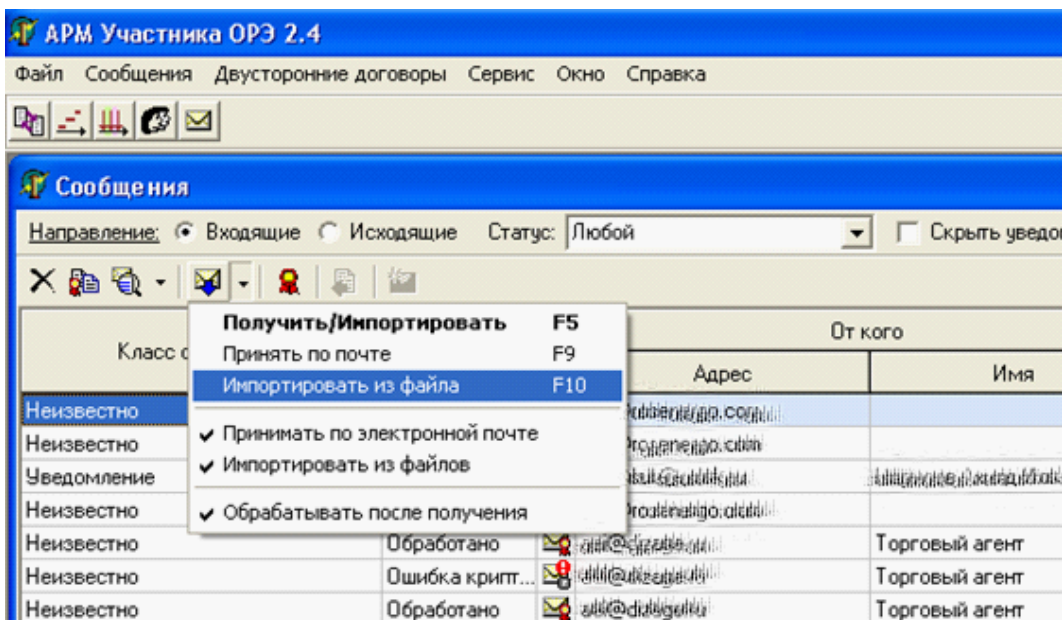 АРМ Участника ОРЭ 2.4
Файл Сообщения Двусторонние договоры Сервис Окно Справка
Сообщения
Направление: Входящие Исходящие Статус: Любой Скрыть уведо
Получить/Импортировать F5
Принять по почте F9
Импортировать из файла F10
Принимать по электронной почте
Импортировать из файлов
Обрабатывать после получения
Класс с От кого
Адрес Имя
Неизвестно
Неизвестно
Уведомление
Неизвестно
Неизвестно Обработано Торговый агент
Неизвестно Ошибка крипт... Торговый агент
Неизвестно Обработано Торговый агент